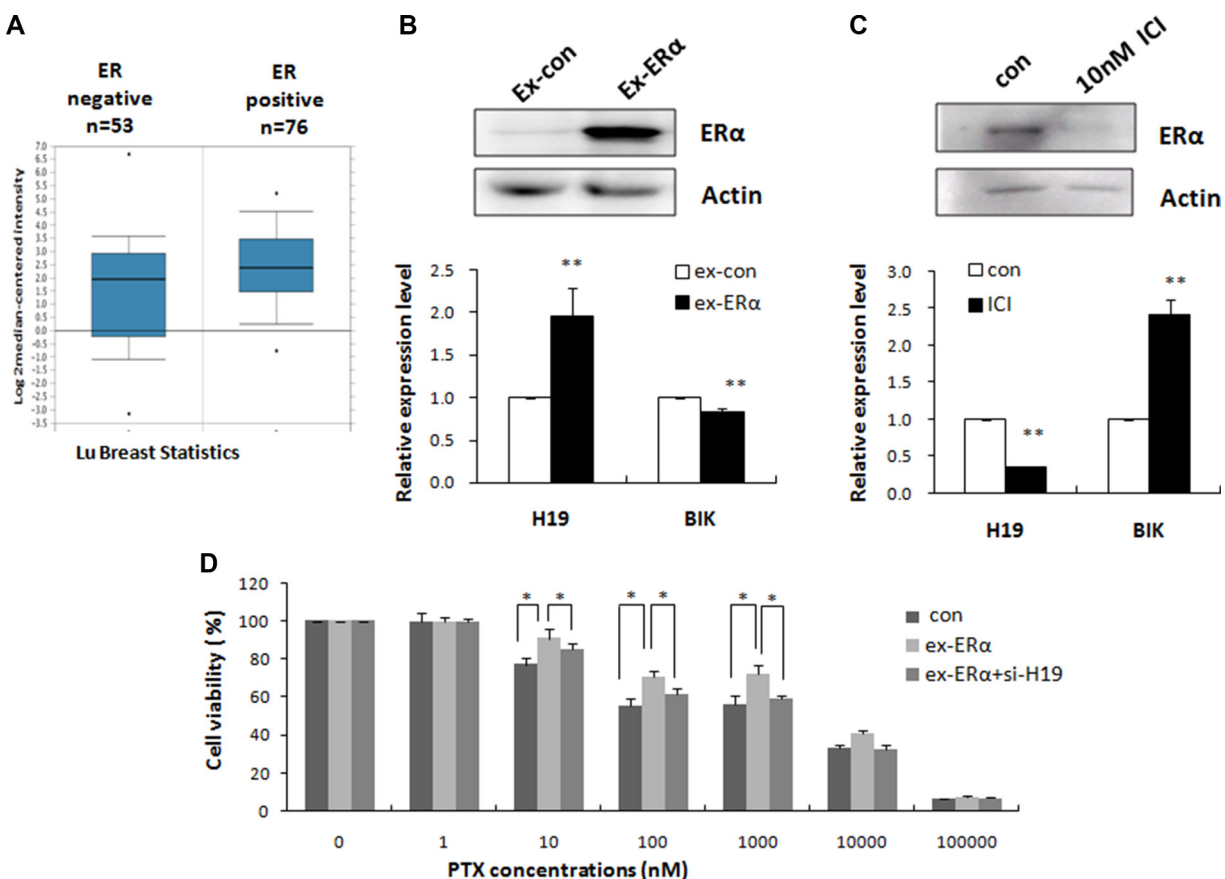 A
ER
negative
n=53
ER
positive
n=76
Log 2median-centered intensity
7.0
6.5
6.0
5.5
5.0
4.5
4.0
3.5
3.0
2.5
2.0
1.5
1.0
0.5
0.0
-0.5
-1.0
-1.5
-2.0
-2.5
-3.0
-3.5
Lu Breast Statistics
B
Ex-con Ex-ERα
ERα
Actin
Relative expression level
2.5
2.0
1.5
1.0
0.5
0.0
** **
ex-con
ex-ERα
H19 BIK
C
con 10nM ICI
ERα
Actin
Relative expression level
3.0
2.5
2.0
1.5
1.0
0.5
0.0
con
ICI
** **
H19 BIK
D
Cell viability ( %)
120
100
80
60
40
20
0
* * * * * *
con
ex-ERα
ex-ERα+si-H19
0 1 10 100 1000 10000 100000
PTX concentrations (nM)